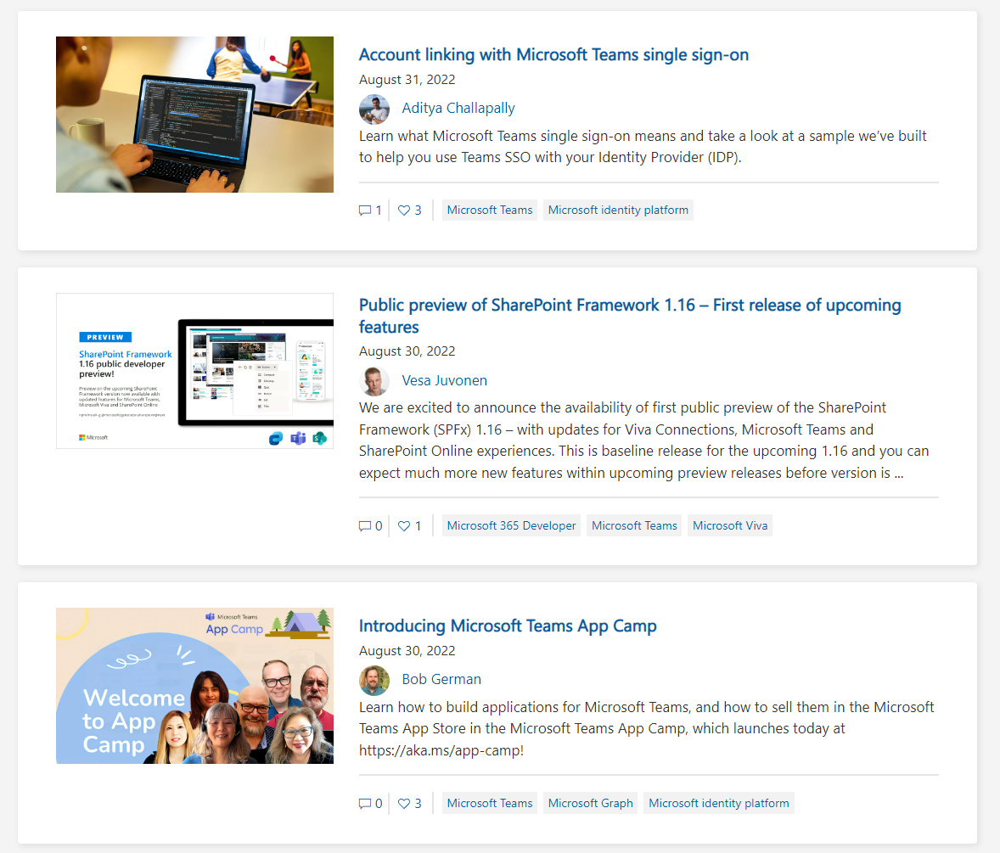 Account linking with Microsoft Teams single sign-on
August 31, 2022
Aditya Challapally
Learn what Microsoft Teams single sign-on means and take a look at a sample we’ve built
to help you use Teams SSO with your Identity Provider (IDP).
1 3 Microsoft Teams Microsoft identity platform
PREVIEW
SharePoint Framework
1.16 public developer
preview!
Preview on the upcoming SharePoint
Framework version now available with
updated features for Microsoft Teams,
Microsoft Viva and SharePoint Online
Microsoft
Public preview of SharePoint Framework 1.16 – First release of upcoming
features
August 30, 2022
Vesa Juvonen
We are excited to announce the availability of first public preview of the SharePoint
Framework (SPFx) 1.16 – with updates for Viva Connections, Microsoft Teams and
SharePoint Online experiences. This is baseline release for the upcoming 1.16 and you can
expect much more new features within upcoming preview releases before version is ...
0 1 Microsoft 365 Developer Microsoft Teams Microsoft Viva
Microsoft Teams
App Camp
Welcome
to App
Camp
Introducing Microsoft Teams App Camp
August 30, 2022
Bob German
Learn how to build applications for Microsoft Teams, and how to sell them in the Microsoft
Teams App Store in the Microsoft Teams App Camp, which launches today at
https://aka.ms/app-camp!
0 3 Microsoft Teams Microsoft Graph Microsoft identity platform